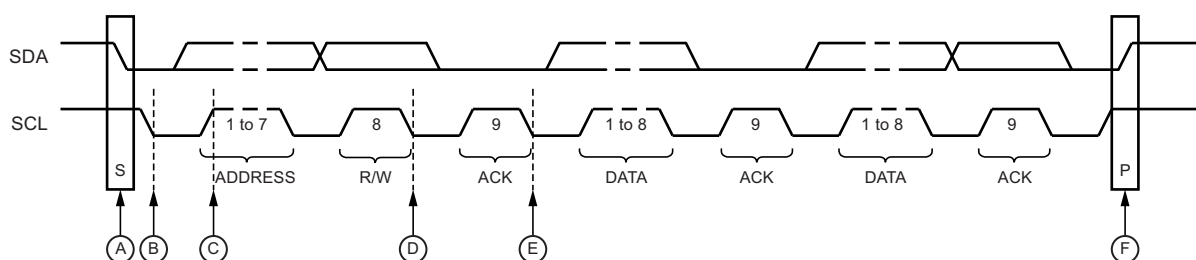 SDA
SCL
1 to 7 8 9 1 to 8 9 1 to 8 9
S ADDRESS R/W ACK DATA ACK DATA ACK P
A B C D E F